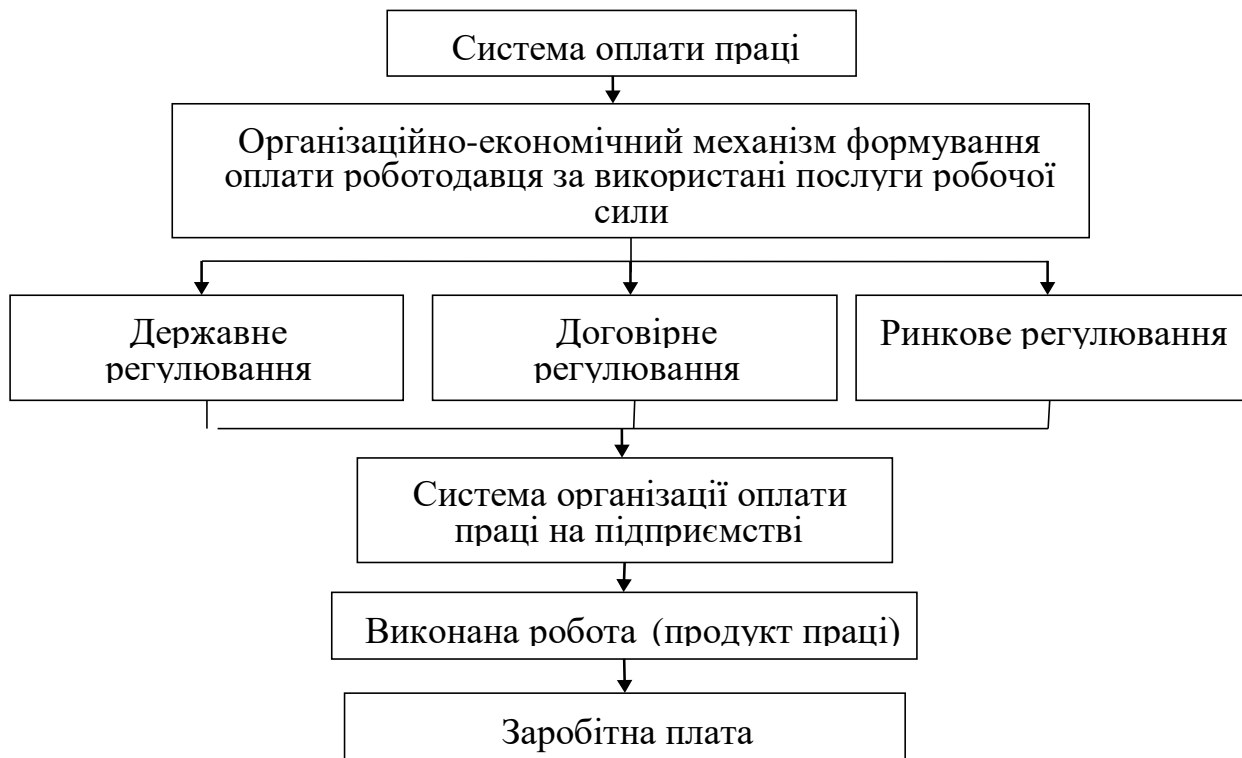 Система оплати праці
Організаційно-економічний механізм формування
оплати роботодавця за використані послуги робочої
сили
Державне
регулювання
Договірне
регулювання
Ринкове регулювання
Система організації оплати
праці на підприємстві
Виконана робота (продукт праці)
Заробітна плата